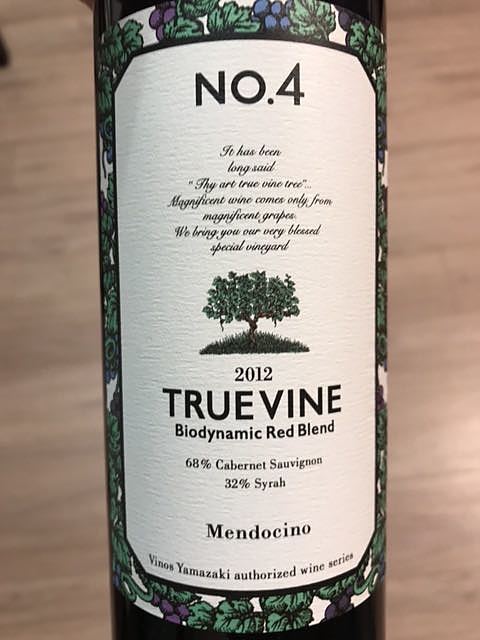 NO.4
It has been
long said
" Thy art true vine tree"...
Magnificent wine comes only from
magnificent grapes.
We bring you our very blessed
special vineyard
2012
TRUE VINE
Biodynamic Red Blend
68% Cabernet Sauvignon
32% Syrah
Mendocino
Vinos Yamazaki authorized wine series